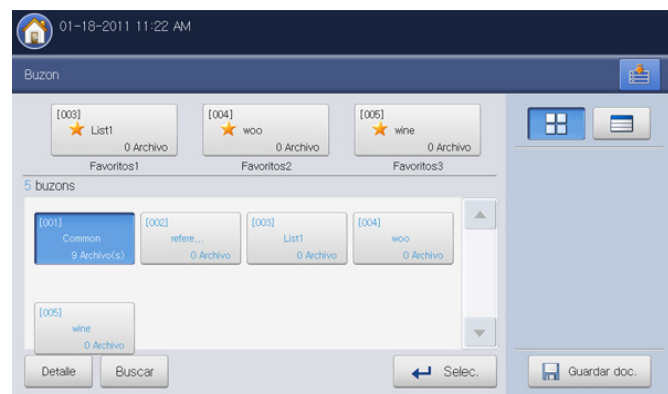 01-18-2011 11:22 AM
Buzon
[003]
List1
0 Archivo
Favoritos1
[004]
woo
0 Archivo
Favoritos2
[005]
wine
0 Archivo
Favoritos3
5 buzons
[001]
Common
9 Archivo(s)
[002]
refere...
0 Archivo
[003]
List1
0 Archivo
[004]
woo
0 Archivo
[005]
wine
0 Archivo
Detalle
Buscar
Selec.
Guardar doc.